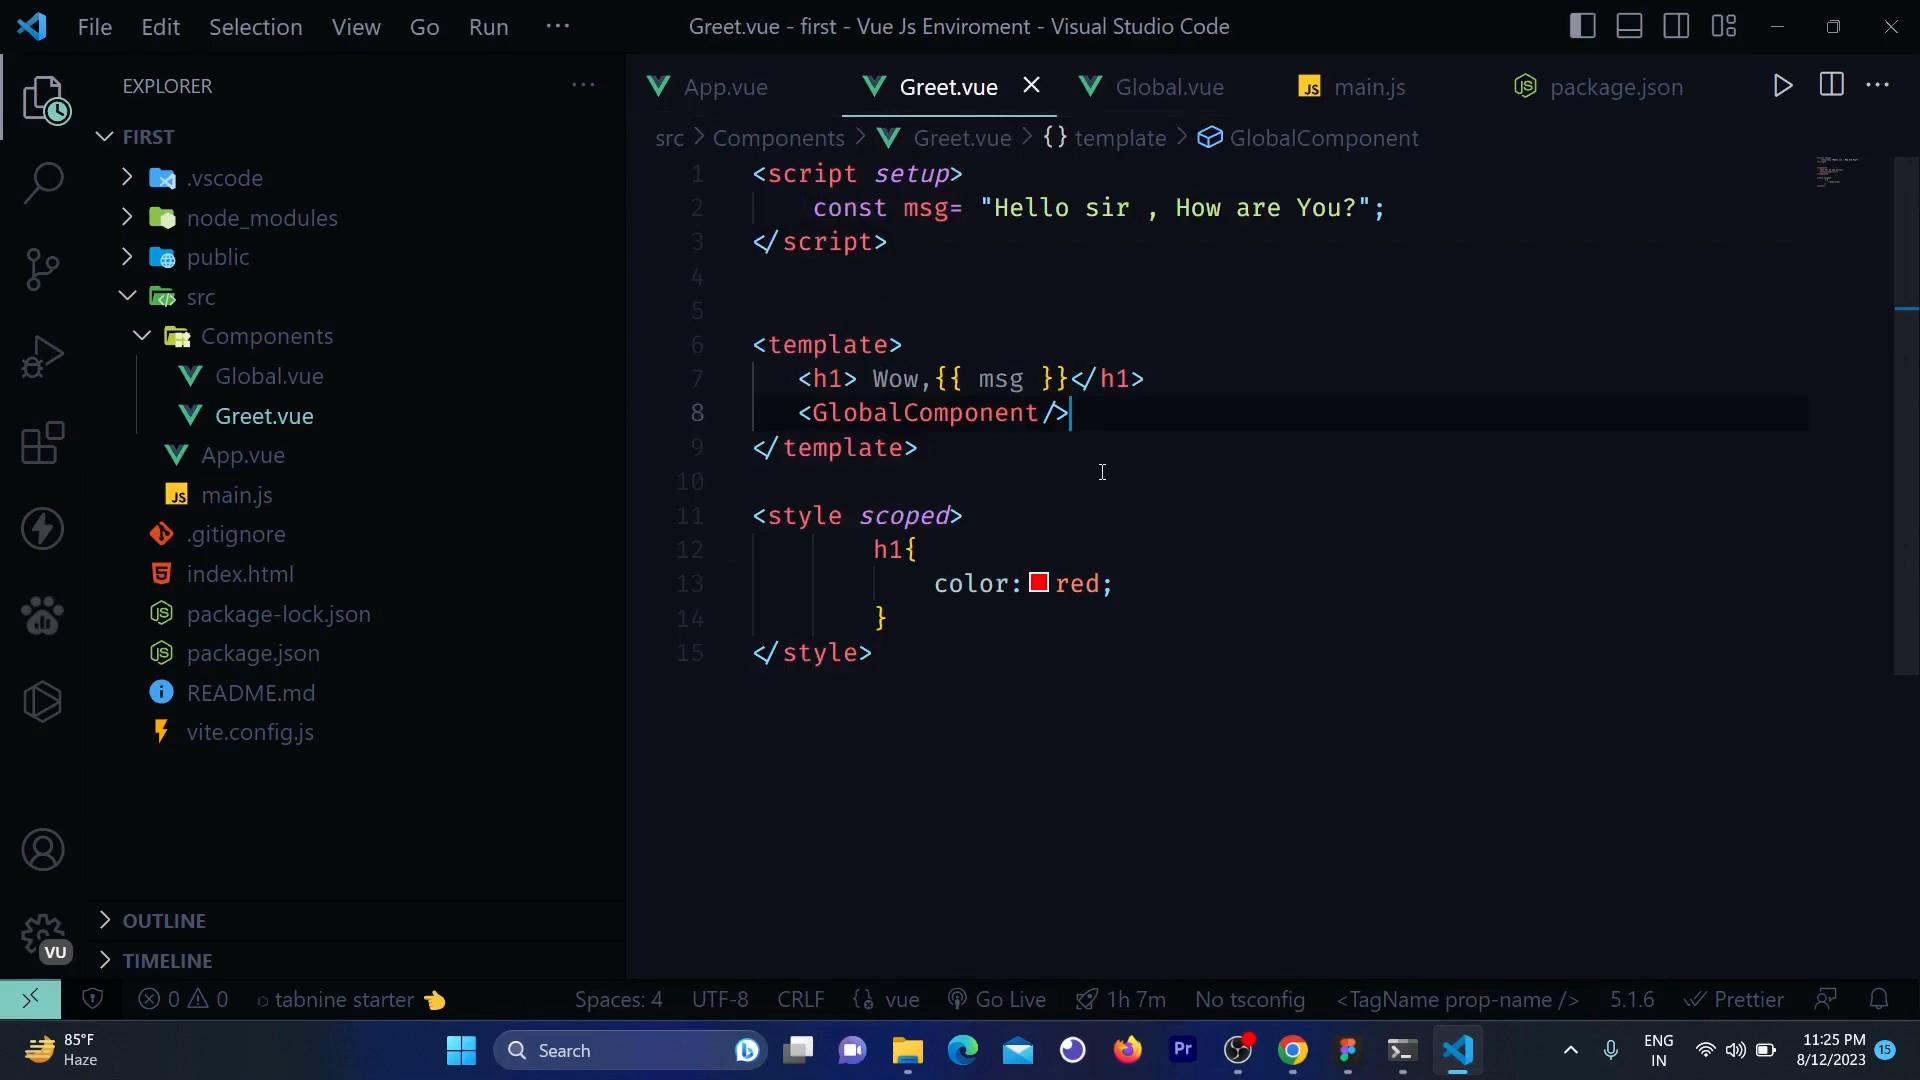 File Edit Selection View Go Run ··· Greet.vue - first - Vue Js Enviroment - Visual Studio Code
EXPLORER ···
FIRST
.vscode
node_modules
public
src
Components
Global.vue
Greet.vue
App.vue
main.js
.gitignore
index.html
package-lock.json
package.json
README.md
vite.config.js
OUTLINE
TIMELINE
VU
App.vue Greet.vue Global.vue JS main.js package.json ···
src > Components > Greet.vue > {} template > GlobalComponent
1 <script setup>
2 const msg= "Hello sir , How are You?";
3 </script>
4
5
6 <template>
7 <h1> Wow,{{ msg }}</h1>
8 <GlobalComponent/>
9 </template>
10
11 <style scoped>
12 h1{
13 color: red;
14 }
15 </style>
0 0 tabnine starter 👈 Spaces: 4 UTF-8 CRLF {} vue Go Live 1h 7m No tsconfig <TagName prop-name /> 5.1.6 Prettier
85°F
Haze
Search
Pr
ENG
IN
11:25 PM
8/12/2023
15